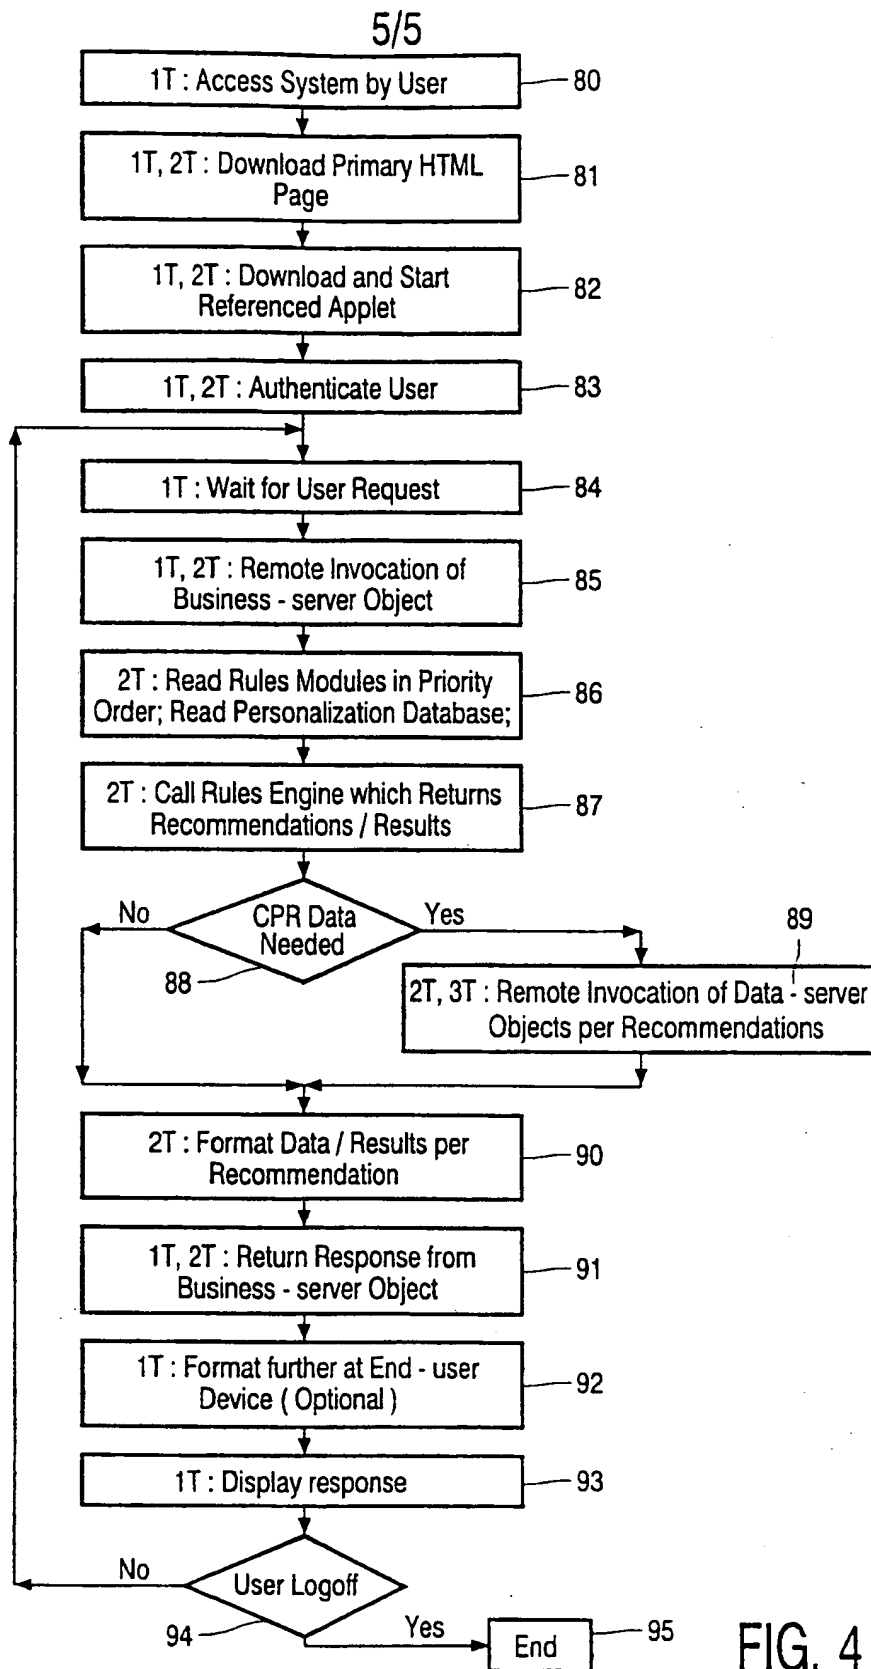 5/5
1T : Access System by User
80
1T, 2T : Download Primary HTML
Page
81
1T, 2T : Download and Start
Referenced Applet
82
1T, 2T : Authenticate User
83
1T : Wait for User Request
84
1T, 2T : Remote Invocation of
Business - server Object
85
2T : Read Rules Modules in Priority
Order; Read Personalization Database;
86
2T : Call Rules Engine which Returns
Recommendations / Results
87
No
CPR Data
Needed
Yes
88
89
2T, 3T : Remote Invocation of Data - server
Objects per Recommendations
2T : Format Data / Results per
Recommendation
90
1T, 2T : Return Response from
Business - server Object
91
1T : Format further at End - user
Device ( Optional )
92
1T : Display response
93
No
User Logoff
94
Yes
End
95
FIG. 4